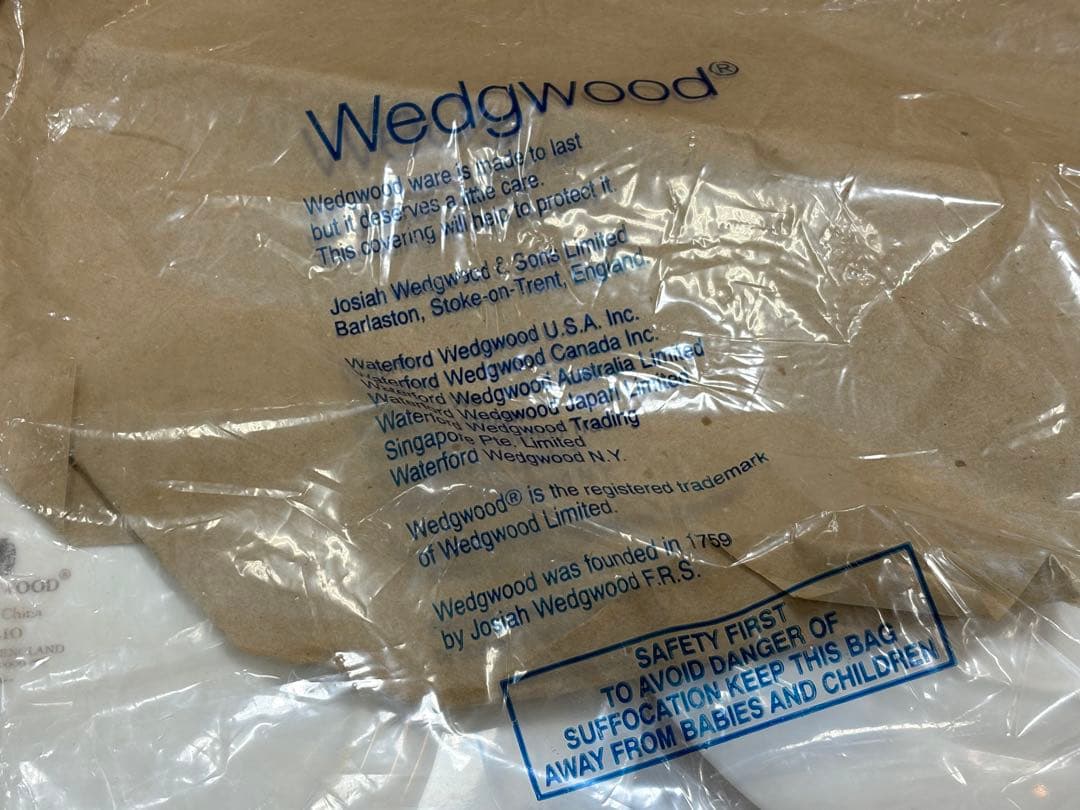 Wedgwood®
Wedgwood ware is made to last
but it deserves a little care.
This covering will help to protect it.
Josiah Wedgwood & Sons Limited
Barlaston, Stoke-on-Trent, England.
Waterford Wedgwood U.S.A. Inc.
Waterford Wedgwood Canada Inc.
Waterford Wedgwood Australia Limited
Waterford Wedgwood Japan Limited
Waterford Wedgwood Trading
Singapore Pte. Limited
Waterford Wedgwood N.Y.
Wedgwood® is the registered trademark
of Wedgwood Limited.
Wedgwood was founded in 1759
by Josiah Wedgwood F.R.S.
SAFETY FIRST
TO AVOID DANGER OF
SUFFOCATION KEEP THIS BAG
AWAY FROM BABIES AND CHILDREN
WOOD®
China
ENGLAND